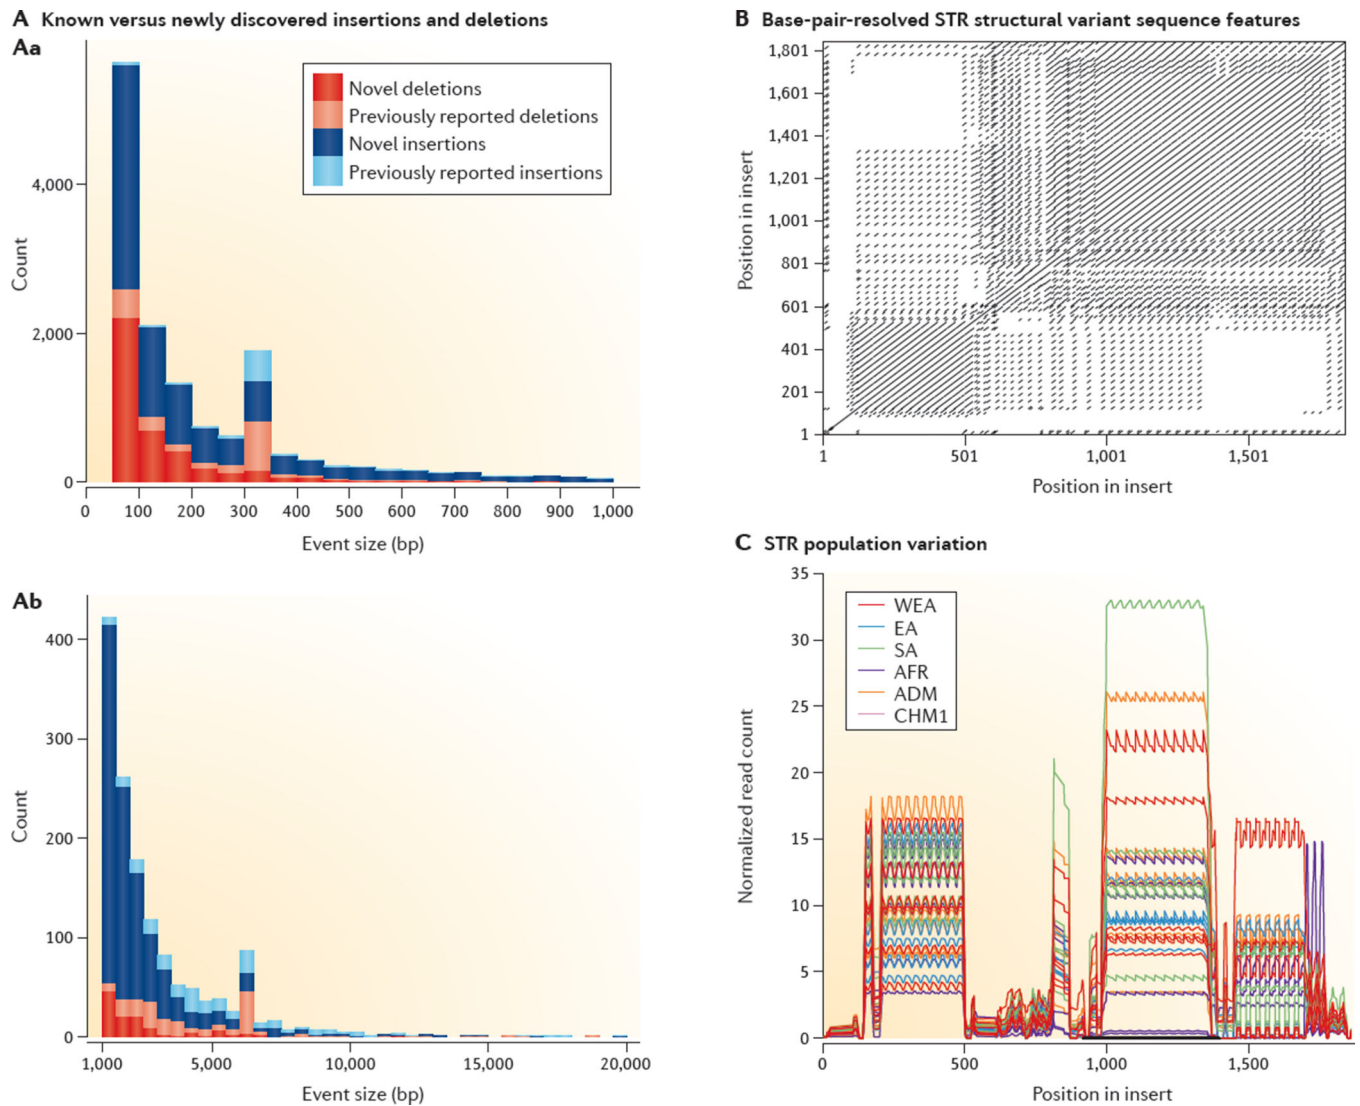 A Known versus newly discovered insertions and deletions
Aa
Novel deletions
Previously reported deletions
Novel insertions
Previously reported insertions
Count
4,000
2,000
0
0 100 200 300 400 500 600 700 800 900 1,000
Event size (bp)
Ab
Count
400
300
200
100
0
1,000 5,000 10,000 15,000 20,000
Event size (bp)
B Base-pair-resolved STR structural variant sequence features
Position in insert
1,801
1,601
1,401
1,201
1,001
801
601
401
201
1
1 501 1,001 1,501
Position in insert
C STR population variation
Normalized read count
35
30
25
20
15
10
5
0
WEA
EA
SA
AFR
ADM
CHM1
0 500 1,000 1,500
Position in insert